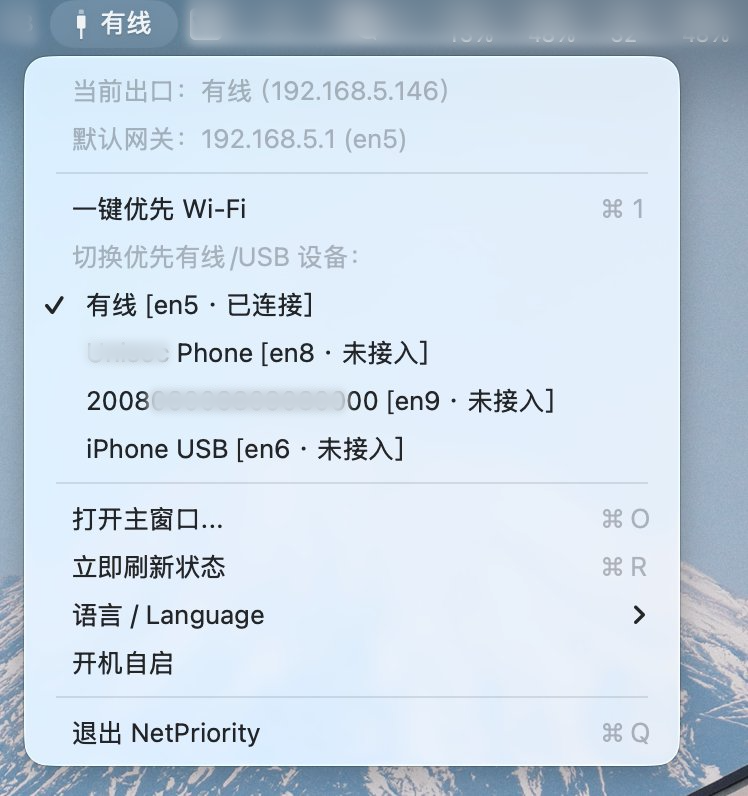 有线
当前出口：有线 (192.168.5.146)
默认网关：192.168.5.1 (en5)
一键优先 Wi-Fi ⌘ 1
切换优先有线/USB 设备：
✓ 有线 [en5 · 已连接]
Phone [en8 · 未接入]
2008 00 [en9 · 未接入]
iPhone USB [en6 · 未接入]
打开主窗口... ⌘ O
立即刷新状态 ⌘ R
语言 / Language
开机自启
退出 NetPriority ⌘ Q